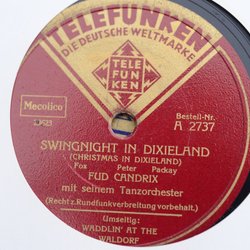 TELEFUNKEN
DIE DEUTSCHE WELTMARKE
TELE
FUN
KEN
Mecolico
Bestell-Nr.
A 2737
SWINGNIGHT IN DIXIELAND
(CHRISTMAS IN DIXIELAND)
Fox Peter Packay
FUD CANDRIX
mit seinem Tanzorchester
(Recht z. Rundfunkverbreitung vorbehalt.)
Umseitig:
WADDLIN' AT THE
WALDORF